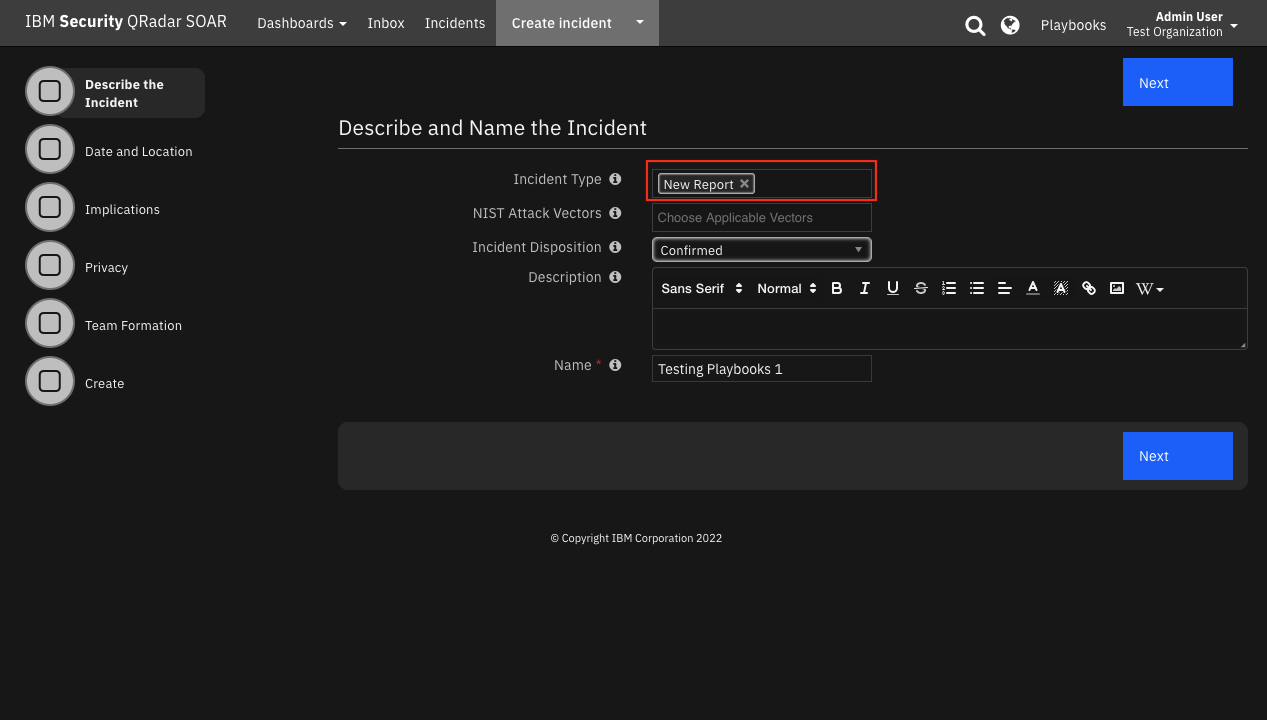 IBM Security QRadar SOAR Dashboards Inbox Incidents Create incident Playbooks Admin User
Test Organization
Describe the
Incident
Date and Location
Implications
Privacy
Team Formation
Create
Next
Describe and Name the Incident
Incident Type New Report
NIST Attack Vectors Choose Applicable Vectors
Incident Disposition Confirmed
Description Sans Serif Normal B I U S A A W
Name * Testing Playbooks 1
Next
© Copyright IBM Corporation 2022